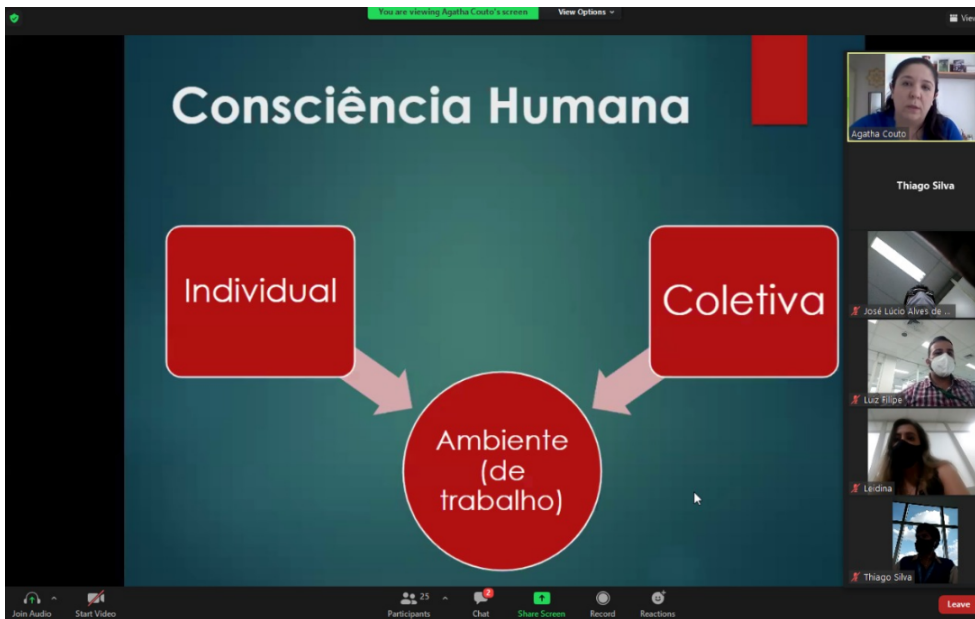 You are viewing Agatha Couto's screen
View Options
View
Consciência Humana
Individual
Coletiva
Ambiente
(de
trabalho)
Agatha Couto
Thiago Silva
José Lúcio Alves de ...
Luiz Filipe
Leidina
Thiago Silva
Join Audio
Start Video
25
Participants
2
Chat
Share Screen
Record
Reactions
Leave